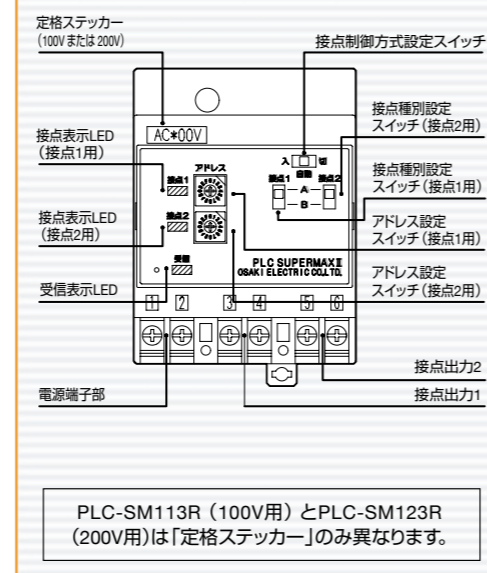 定格ステッカー
(100Vまたは200V)
接点制御方式設定スイッチ
AC*00V
接点表示LED
(接点1用)
アドレス
接点1
入
切
自動
接点1
接点2
A
B
接点種別設定
スイッチ(接点2用)
接点種別設定
スイッチ(接点1用)
接点表示LED
(接点2用)
接点2
アドレス設定
スイッチ(接点1用)
受信表示LED
受信
PLC SUPERMAXⅡ
OSAKI ELECTRIC CO.,LTD.
アドレス設定
スイッチ(接点2用)
1 2 3 4 5 6
接点出力2
電源端子部
接点出力1
PLC-SM113R(100V用)とPLC-SM123R
(200V用)は「定格ステッカー」のみ異なります。